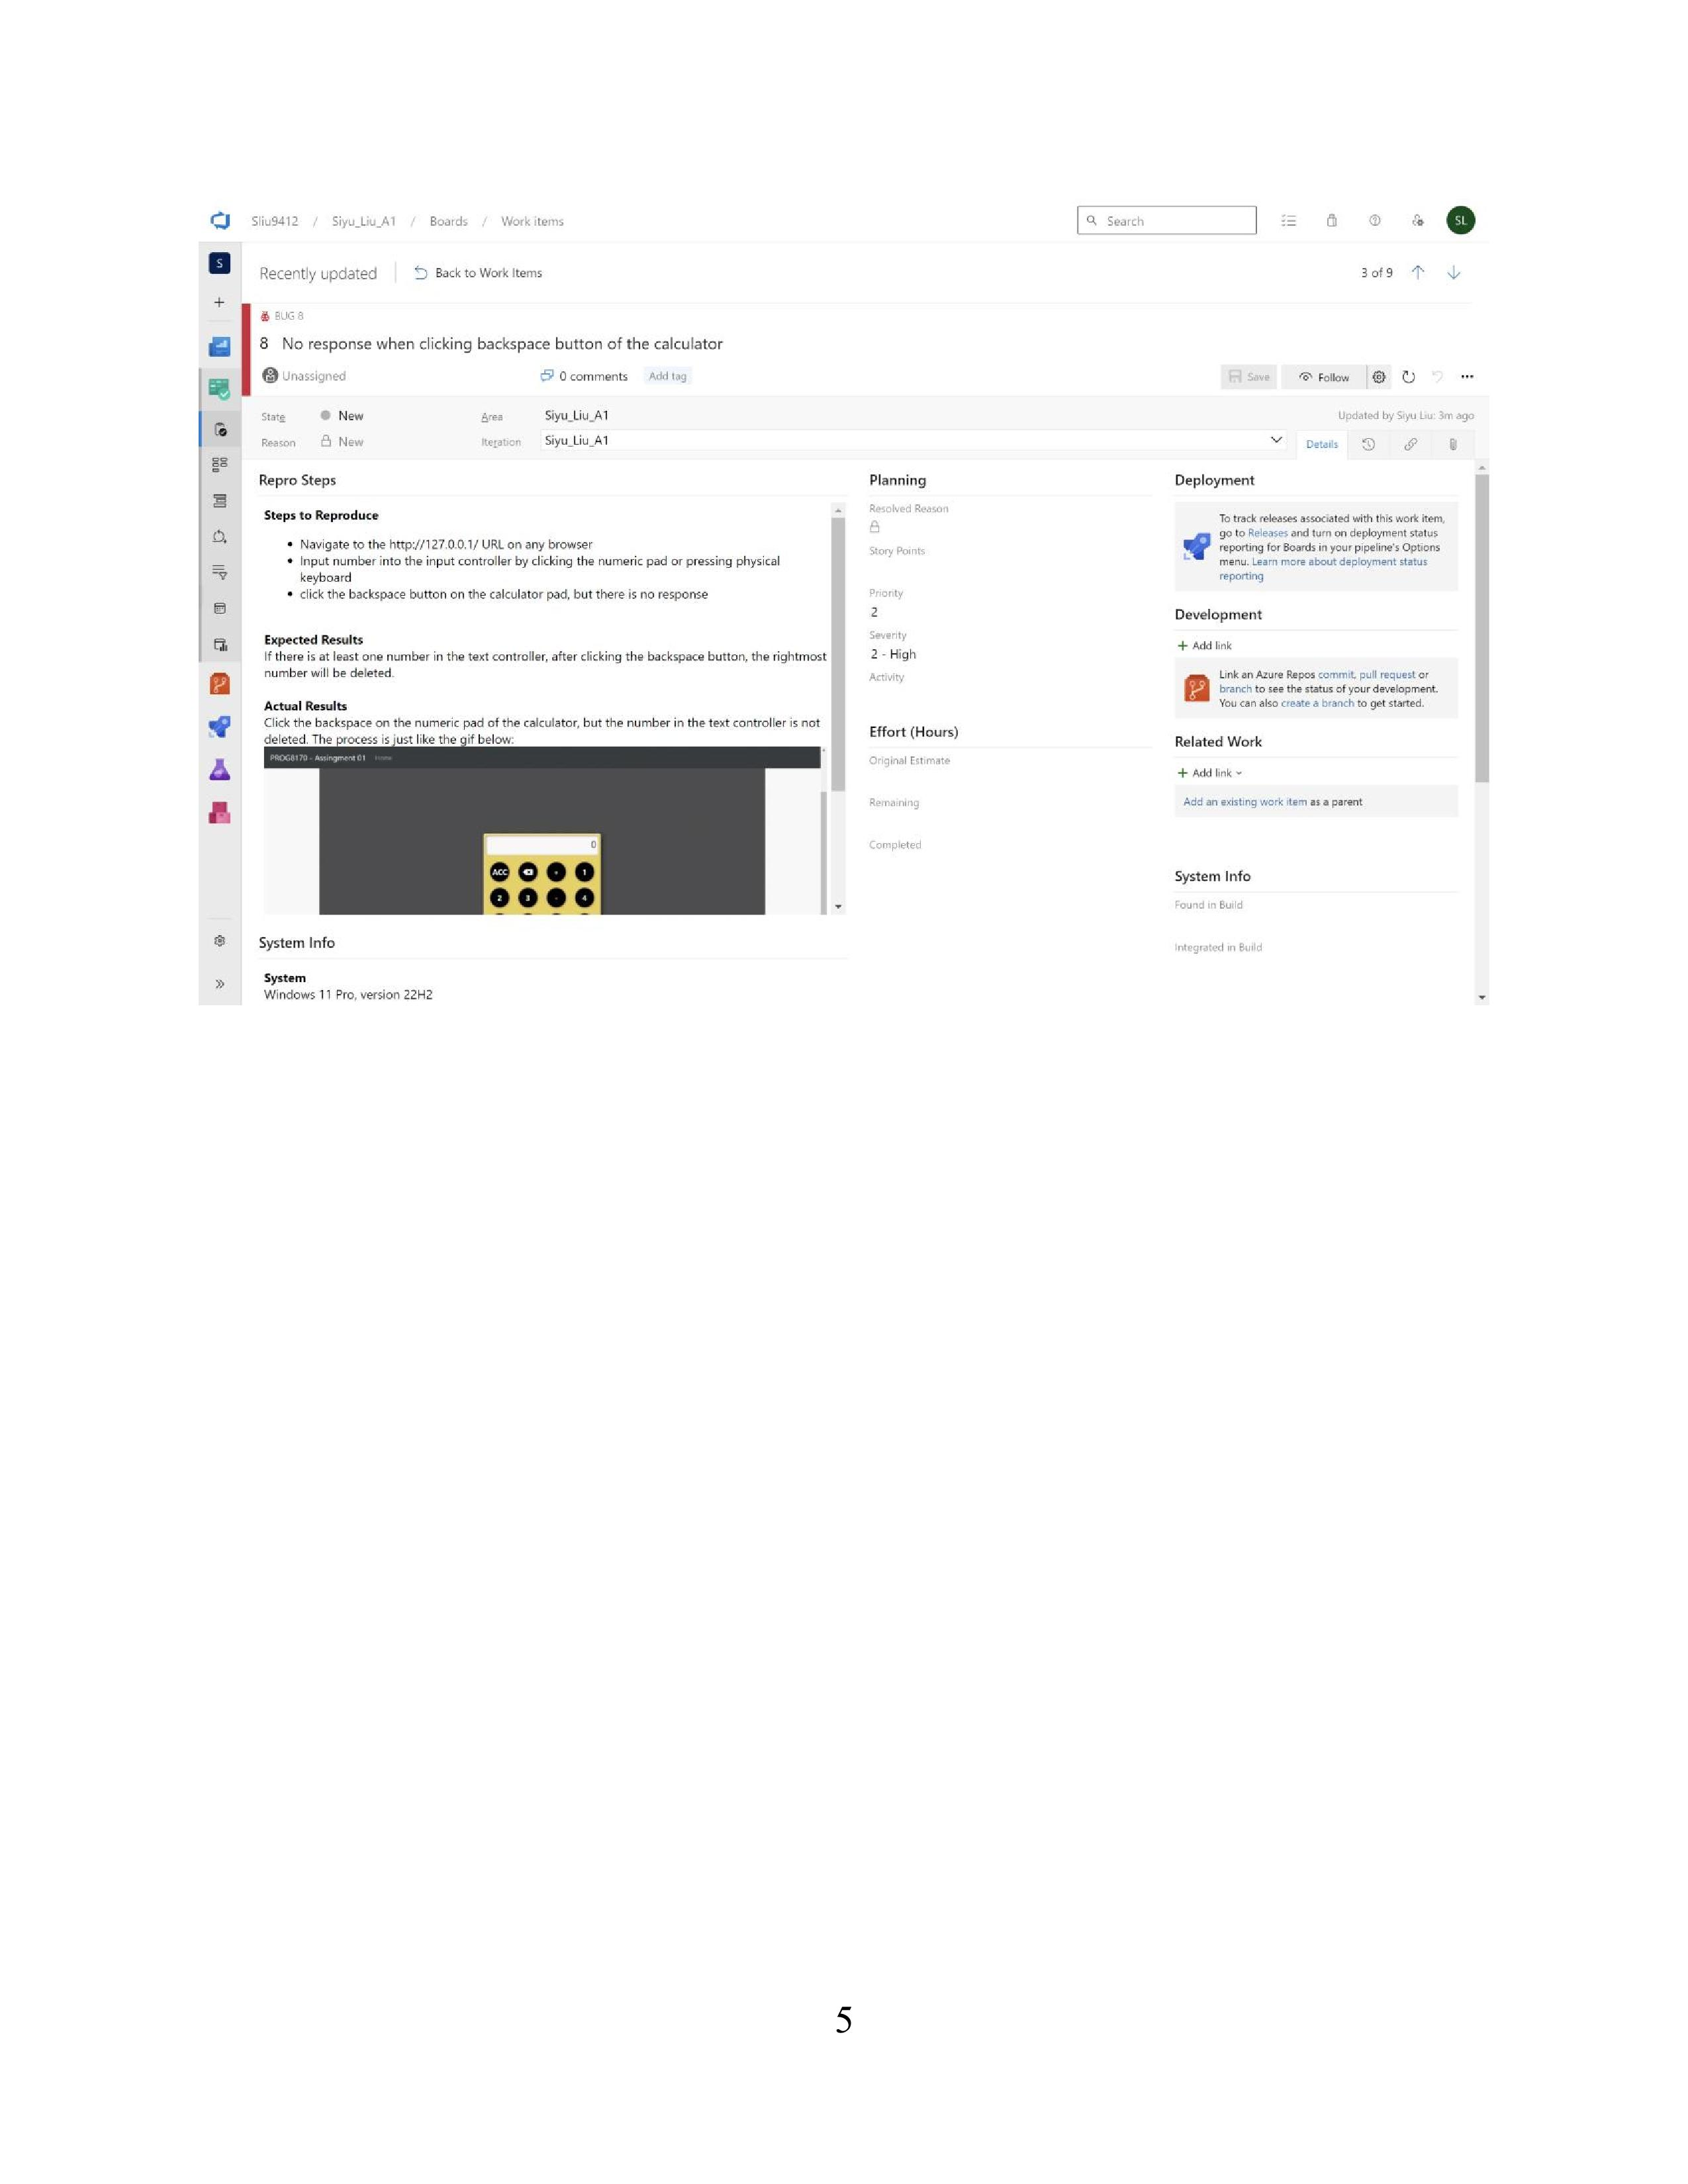 Sliu9412 / Siyu_Liu_A1 / Boards / Work items
Search
SL
S
Recently updated
Back to Work Items
3 of 9
BUG 8
8 No response when clicking backspace button of the calculator
Unassigned
0 comments
Add tag
Save
Follow
State
New
Area
Siyu_Liu_A1
Updated by Siyu Liu: 3m ago
Reason
New
Iteration
Siyu_Liu_A1
Details
Repro Steps
Steps to Reproduce
• Navigate to the http://127.0.0.1/ URL on any browser
• Input number into the input controller by clicking the numeric pad or pressing physical
keyboard
• click the backspace button on the calculator pad, but there is no response
Expected Results
If there is at least one number in the text controller, after clicking the backspace button, the rightmost
number will be deleted.
Actual Results
Click the backspace on the numeric pad of the calculator, but the number in the text controller is not
deleted. The process is just like the gif below:
PROG8170 - Assingment 01 Home
0
ACC + 1
2 3 - 4
System Info
System
Windows 11 Pro, version 22H2
Planning
Resolved Reason
Story Points
Priority
2
Severity
2 - High
Activity
Effort (Hours)
Original Estimate
Remaining
Completed
Deployment
To track releases associated with this work item,
go to Releases and turn on deployment status
reporting for Boards in your pipeline's Options
menu. Learn more about deployment status
reporting
Development
+ Add link
Link an Azure Repos commit, pull request or
branch to see the status of your development.
You can also create a branch to get started.
Related Work
+ Add link
Add an existing work item as a parent
System Info
Found in Build
Integrated in Build
5